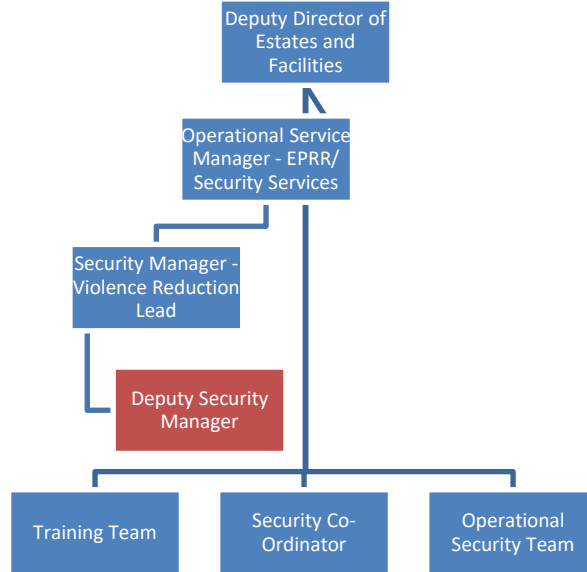 Deputy Director of
Estates and
Facilities
Operational Service
Manager - EPRR/
Security Services
Security Manager -
Violence Reduction
Lead
Deputy Security
Manager
Training Team
Security Co-
Ordinator
Operational
Security Team